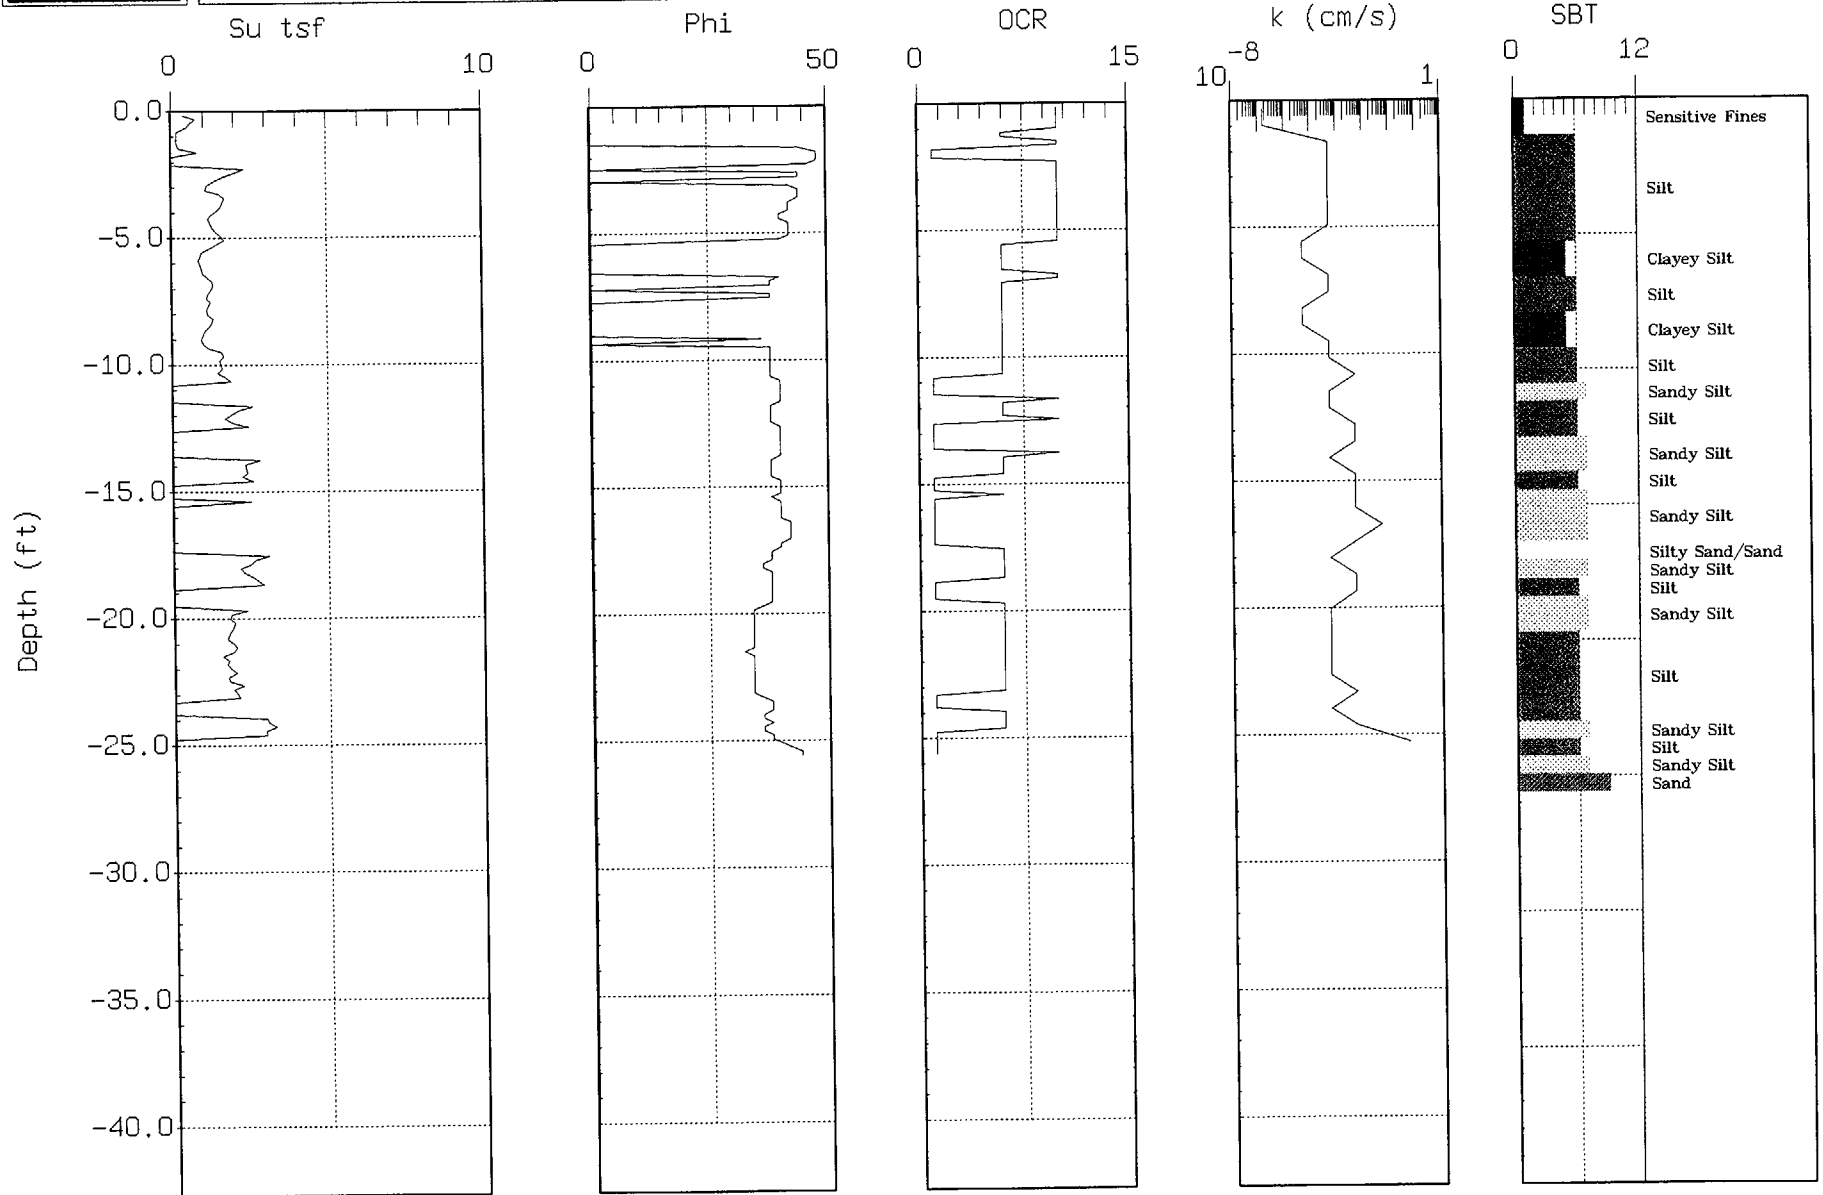 Su tsf
Phi
OCR
k (cm/s)
SBT
0 10
0 50
0 15
10 -8 1
0 12
Depth (ft)
0.0
-5.0
-10.0
-15.0
-20.0
-25.0
-30.0
-35.0
-40.0
Sensitive Fines
Silt
Clayey Silt
Silt
Clayey Silt
Silt
Sandy Silt
Silt
Sandy Silt
Silt
Sandy Silt
Silty Sand/Sand
Sandy Silt
Silt
Sandy Silt
Silt
Sandy Silt
Silt
Sandy Silt
Sand